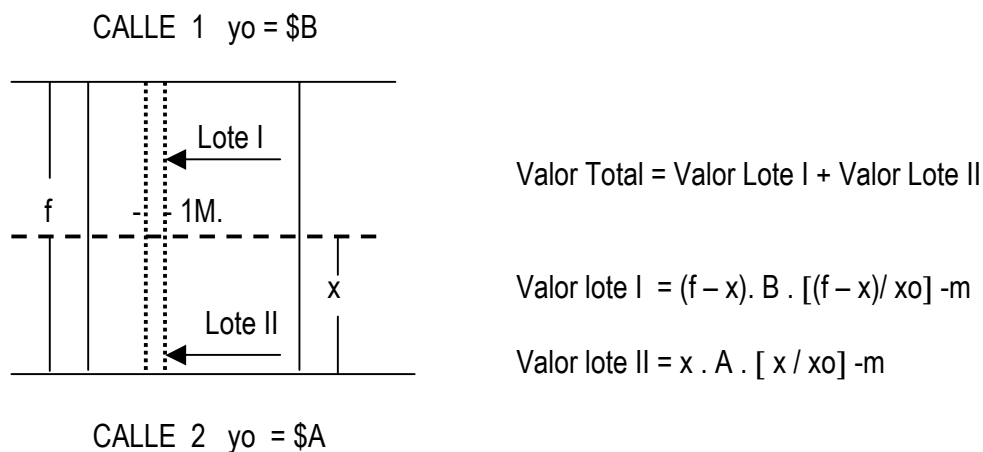 CALLE 1 yo = $B
Lote I
Valor Total = Valor Lote I + Valor Lote II
f
- - 1M.
x
Valor lote I = (f – x). B . [(f – x)/ xo] -m
Lote II
Valor lote II = x . A . [ x / xo] -m
CALLE 2 yo = $A